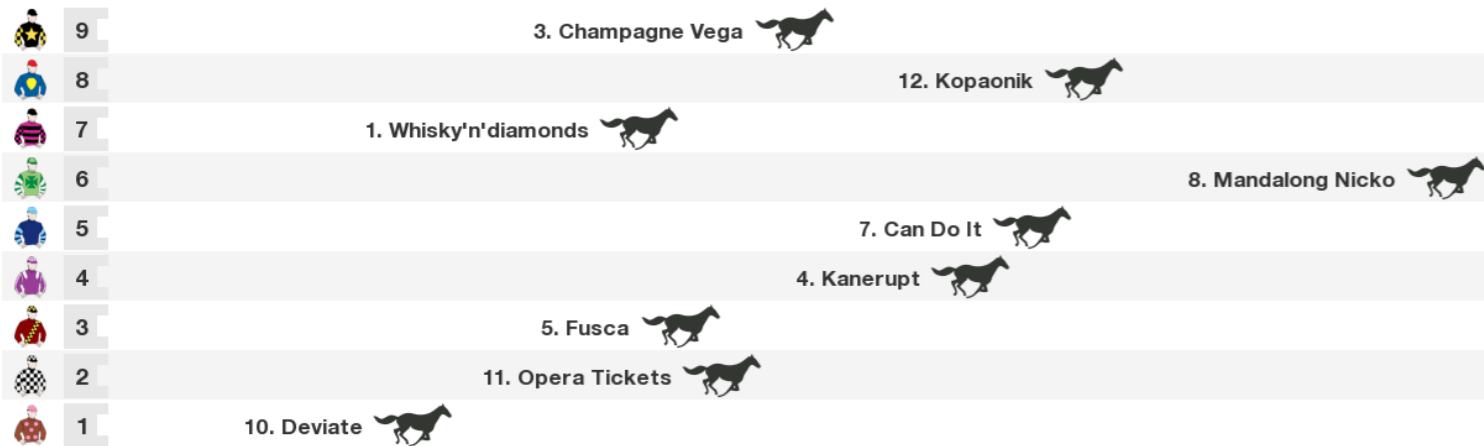 9 3. Champagne Vega
8 12. Kopaonik
7 1. Whisky'n'diamonds
6 8. Mandalong Nicko
5 7. Can Do It
4 4. Kanerupt
3 5. Fusca
2 11. Opera Tickets
1 10. Deviate